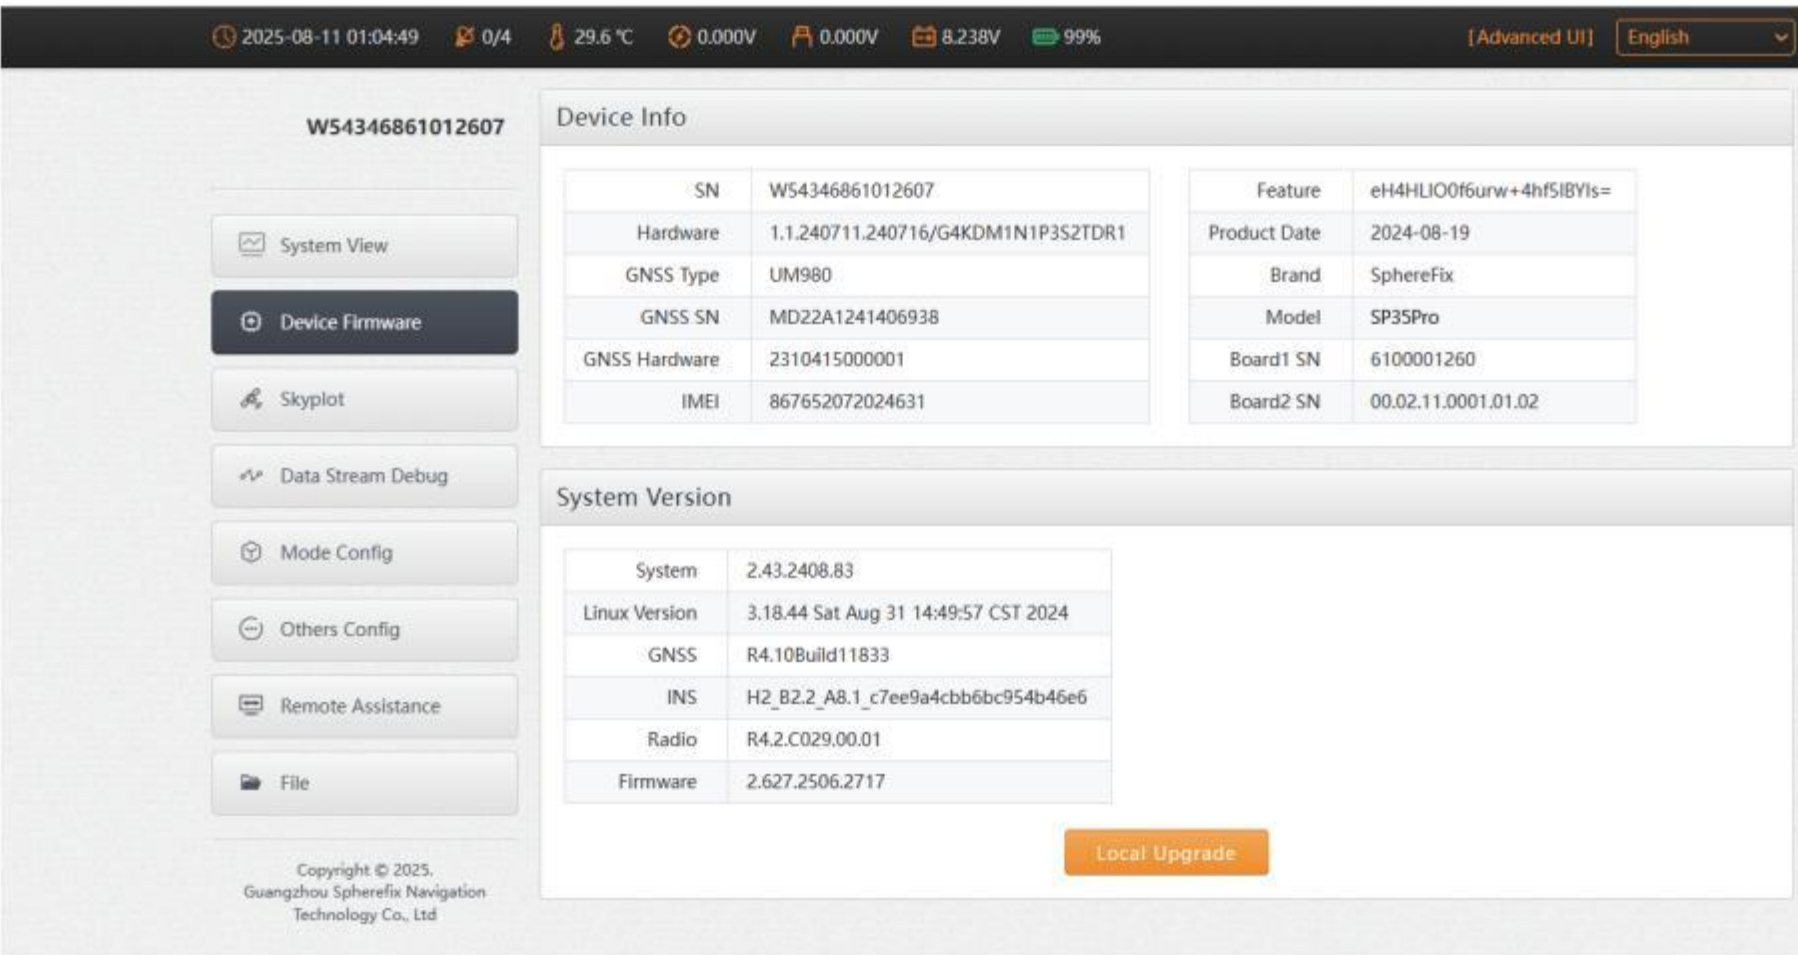 2025-08-11 01:04:49 0/4 29.6 ℃ 0.000V 0.000V 8.238V 99% [Advanced UI] English
W54346861012607
System View
Device Firmware
Skyplot
Data Stream Debug
Mode Config
Others Config
Remote Assistance
File
Copyright © 2025.
Guangzhou Spherefix Navigation
Technology Co., Ltd
Device Info
SN W54346861012607
Hardware 1.1.240711.240716/G4KDM1N1P3S2TDR1
GNSS Type UM980
GNSS SN MD22A1241406938
GNSS Hardware 2310415000001
IMEI 867652072024631
Feature eH4HLIO0f6urw+4hf5IBYIs=
Product Date 2024-08-19
Brand SphereFix
Model SP35Pro
Board1 SN 6100001260
Board2 SN 00.02.11.0001.01.02
System Version
System 2.43.2408.83
Linux Version 3.18.44 Sat Aug 31 14:49:57 CST 2024
GNSS R4.10Build11833
INS H2_B2.2_A8.1_c7ee9a4cbb6bc954b46e6
Radio R4.2.C029.00.01
Firmware 2.627.2506.2717
Local Upgrade